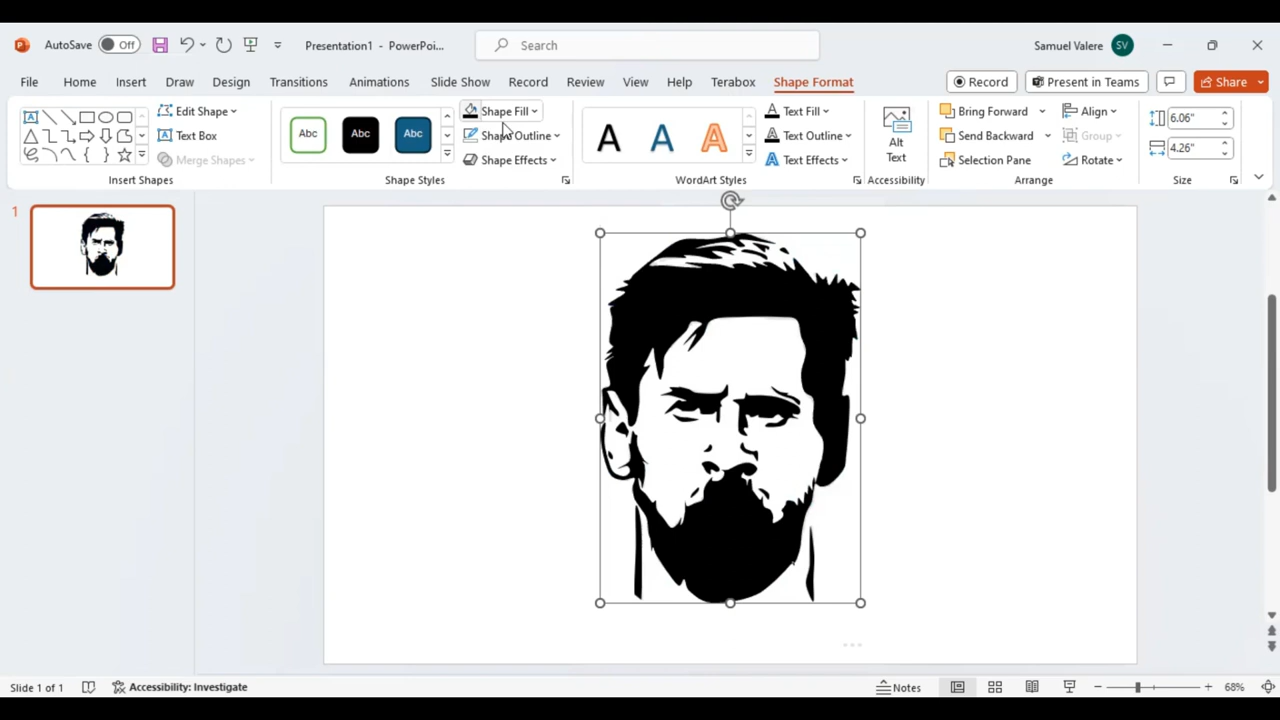 AutoSave Off Presentation1 - PowerPoi... Search Samuel Valere SV
File Home Insert Draw Design Transitions Animations Slide Show Record Review View Help Terabox Shape Format Record Present in Teams Share
Edit Shape
Text Box
Merge Shapes
Insert Shapes
Abc Abc Abc
Shape Fill
Shape Outline
Shape Effects
Shape Styles
A A A
Text Fill
Text Outline
Text Effects
WordArt Styles
Alt
Text
Accessibility
Bring Forward
Send Backward
Selection Pane
Align
Group
Rotate
Arrange
6.06"
4.26"
Size
1
Slide 1 of 1 Accessibility: Investigate Notes 68%